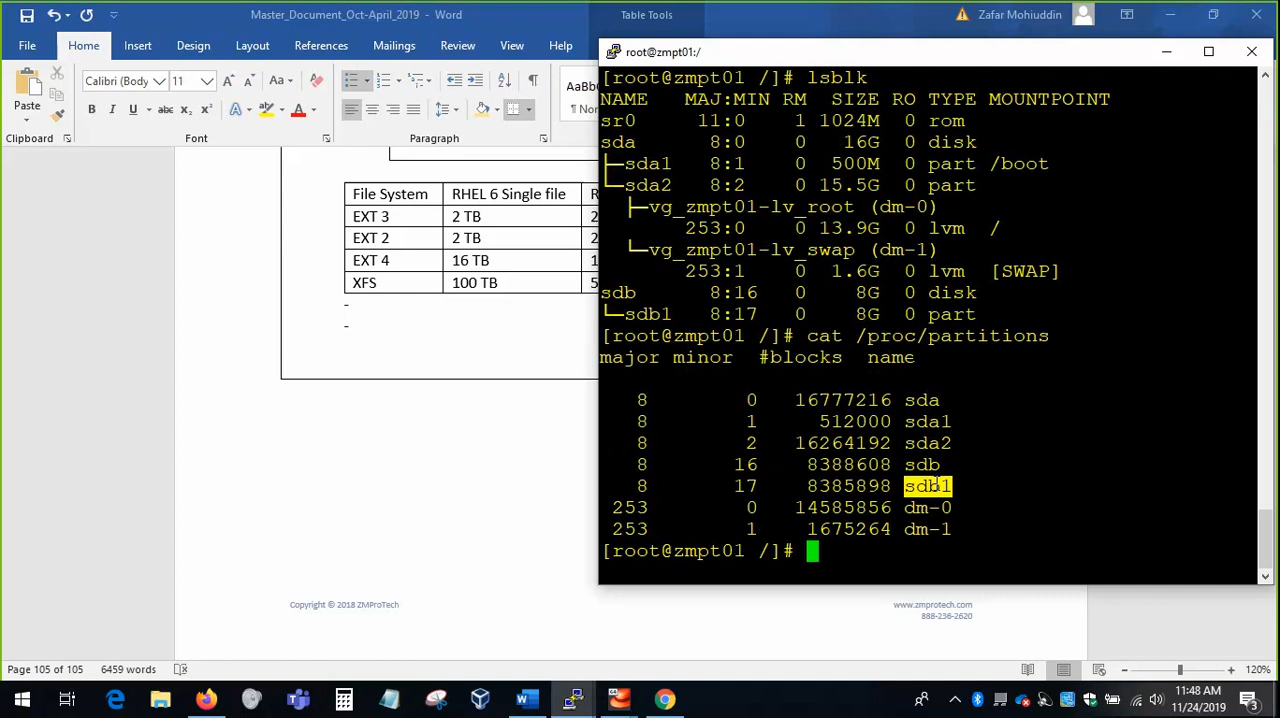 Master_Document_Oct-April_2019 - Word
Table Tools
Zafar Mohiuddin
File Home Insert Design Layout References Mailings Review View Help
root@zmpt01:/
Paste
Calibri (Body) 11
Clipboard
Font
Paragraph
AaBb
¶ Nor
File System RHEL 6 Single file R
EXT 3 2 TB 2
EXT 2 2 TB 2
EXT 4 16 TB 1
XFS 100 TB 5
-
-
[root@zmpt01 /]# lsblk
NAME MAJ:MIN RM SIZE RO TYPE MOUNTPOINT
sr0 11:0 1 1024M 0 rom
sda 8:0 0 16G 0 disk
├─sda1 8:1 0 500M 0 part /boot
└─sda2 8:2 0 15.5G 0 part
├─vg_zmpt01-lv_root (dm-0)
253:0 0 13.9G 0 lvm /
└─vg_zmpt01-lv_swap (dm-1)
253:1 0 1.6G 0 lvm [SWAP]
sdb 8:16 0 8G 0 disk
└─sdb1 8:17 0 8G 0 part
[root@zmpt01 /]# cat /proc/partitions
major minor #blocks name
8 0 16777216 sda
8 1 512000 sda1
8 2 16264192 sda2
8 16 8388608 sdb
8 17 8385898 sdb1
253 0 14585856 dm-0
253 1 1675264 dm-1
[root@zmpt01 /]#
Copyright © 2018 ZMProTech
www.zmprotech.com
888-236-2620
Page 105 of 105 6459 words
120%
11:48 AM
11/24/2019
3